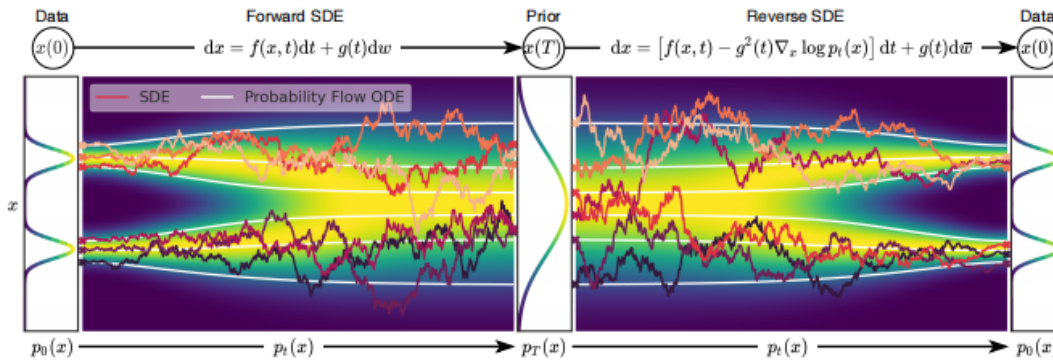 Data Forward SDE Prior Reverse SDE Data
x(0) dx = f(x, t)dt + g(t)dw x(T) dx = [f(x, t) − g²(t)∇ₓ log pₜ(x)] dt + g(t)dw̄ x(0)
SDE Probability Flow ODE
x
p₀(x) pₜ(x) p_T(x) pₜ(x) p₀(x)